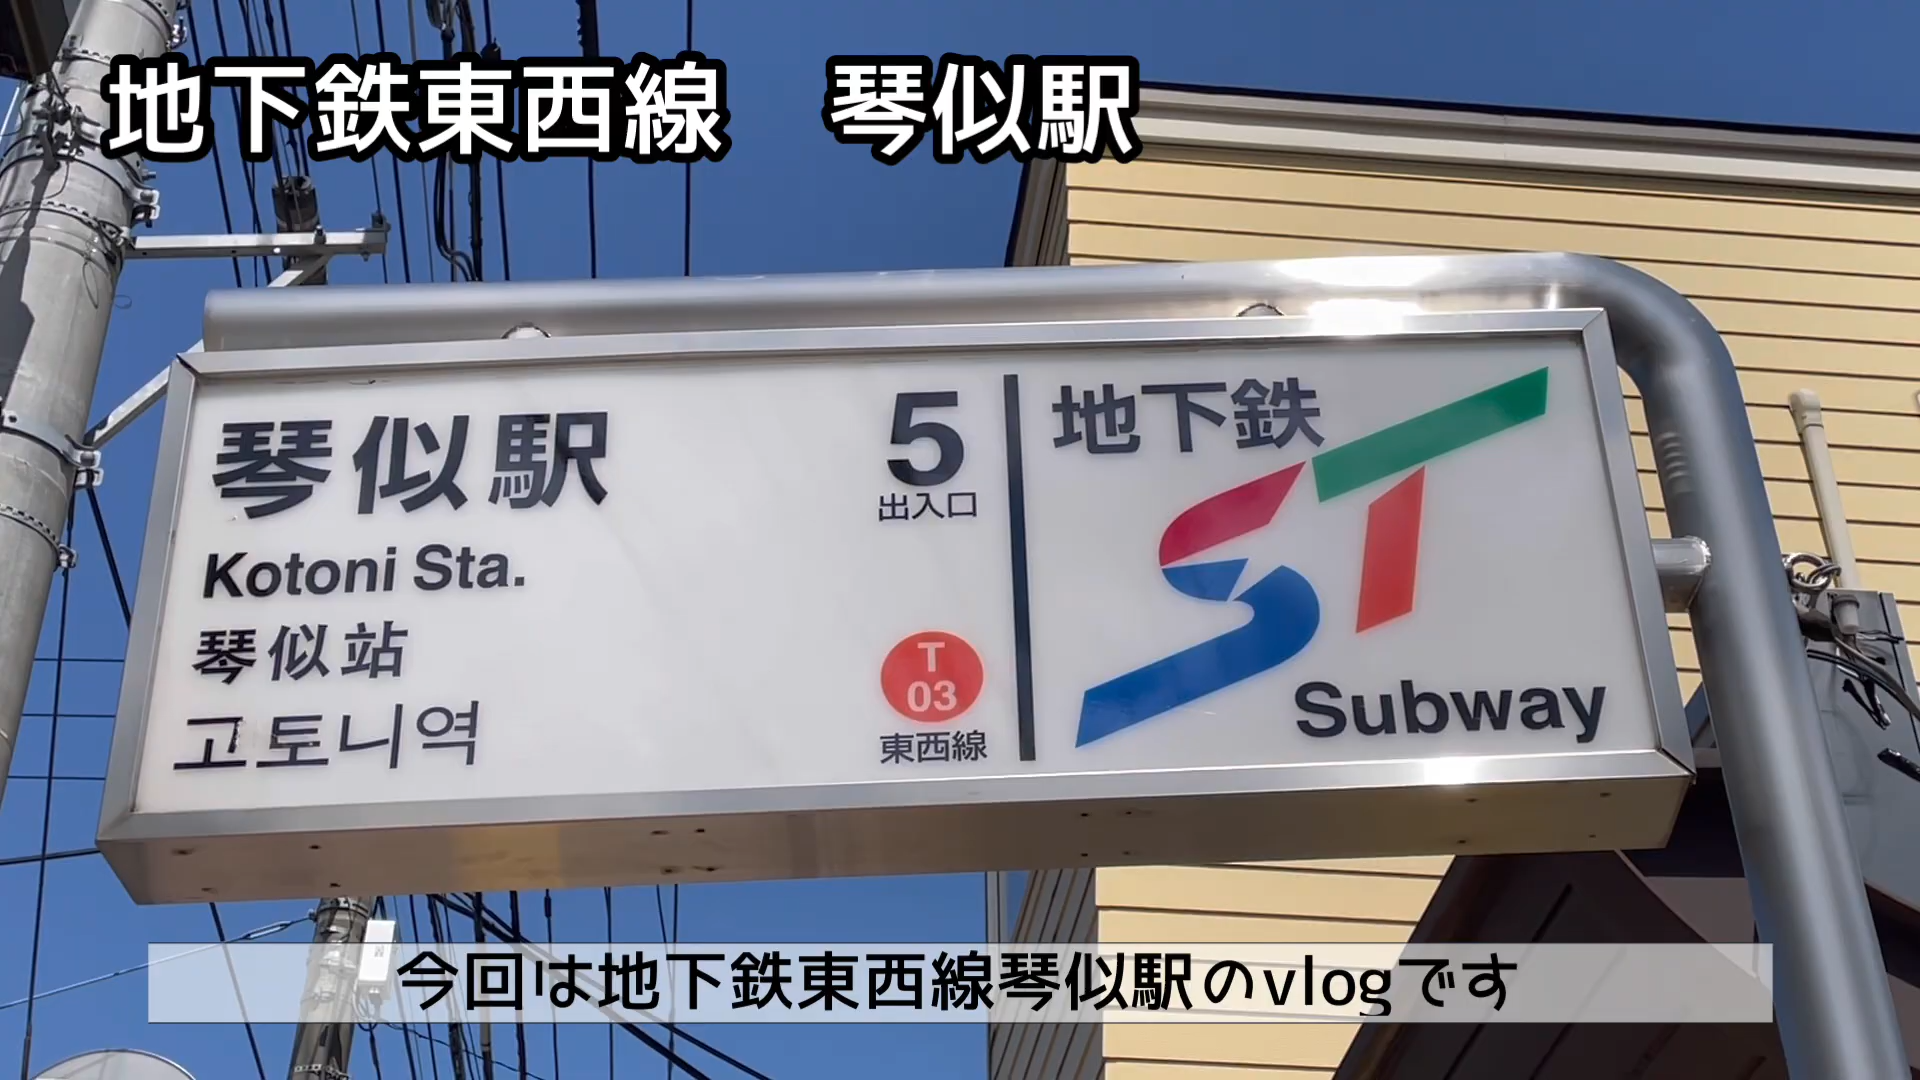 地下鉄東西線　琴似駅
琴似駅
Kotoni Sta.
琴似站
고토니역
5
出入口
T
03
東西線
地下鉄
ST
Subway
今回は地下鉄東西線琴似駅のvlogです